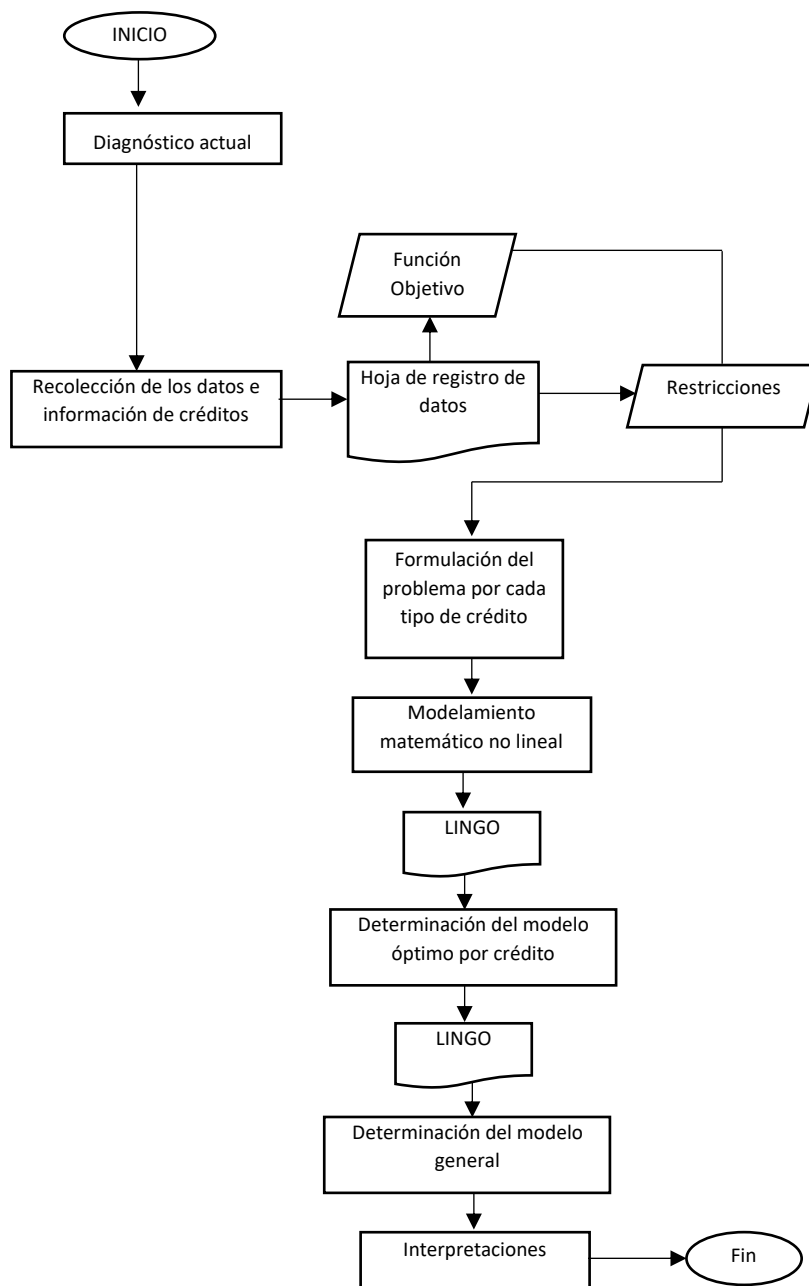 INICIO
Diagnóstico actual
Función
Objetivo
Recolección de los datos e
información de créditos
Hoja de registro de
datos
Restricciones
Formulación del
problema por cada
tipo de crédito
Modelamiento
matemático no lineal
LINGO
Determinación del modelo
óptimo por crédito
LINGO
Determinación del modelo
general
Interpretaciones
Fin